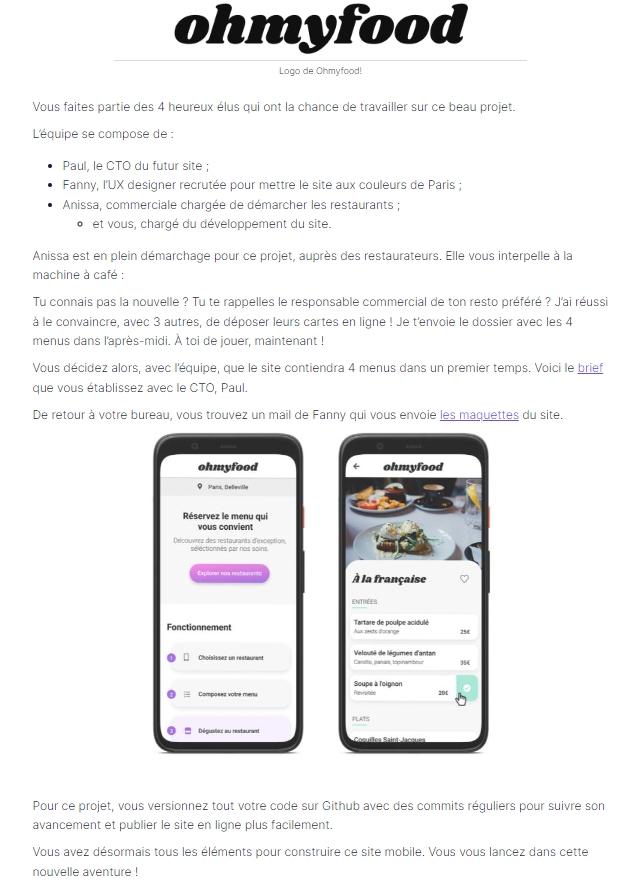 ohmyfood
Logo de Ohmyfood!
Vous faites partie des 4 heureux élus qui ont la chance de travailler sur ce beau projet.
L'équipe se compose de :
Paul, le CTO du futur site ;
Fanny, l'UX designer recrutée pour mettre le site aux couleurs de Paris ;
Anissa, commerciale chargée de démarcher les restaurants ;
et vous, chargé du développement du site.
Anissa est en plein démarchage pour ce projet, auprès des restaurateurs. Elle vous interpelle à la
machine à café :
Tu connais pas la nouvelle ? Tu te rappelles le responsable commercial de ton resto préféré ? J'ai réussi
à le convaincre, avec 3 autres, de déposer leurs cartes en ligne ! Je t'envoie le dossier avec les 4
menus dans l'après-midi. À toi de jouer, maintenant !
Vous décidez alors, avec l'équipe, que le site contiendra 4 menus dans un premier temps. Voici le brief
que vous établissez avec le CTO, Paul.
De retour à votre bureau, vous trouvez un mail de Fanny qui vous envoie les maquettes du site.
ohmyfood
Paris, Belleville
Réservez le menu qui
vous convient
Découvrez des restaurants d'exception,
séléctionnés par nos soins.
Explorer nos restaurants
Fonctionnement
1 Choisissez un restaurant
2 Composez votre menu
3 Dégustez au restaurant
ohmyfood
À la française
ENTRÉES
Tartare de poulpe acidulé
Aux zests d'orange 25€
Velouté de légumes d'antan
Carotte, panais, topinambour 35€
Soupe à l'oignon
Revisitée 20€
PLATS
Coquilles Saint-Jacques
Pour ce projet, vous versionnez tout votre code sur Github avec des commits réguliers pour suivre son
avancement et publier le site en ligne plus facilement.
Vous avez désormais tous les éléments pour construire ce site mobile. Vous vous lancez dans cette
nouvelle aventure !